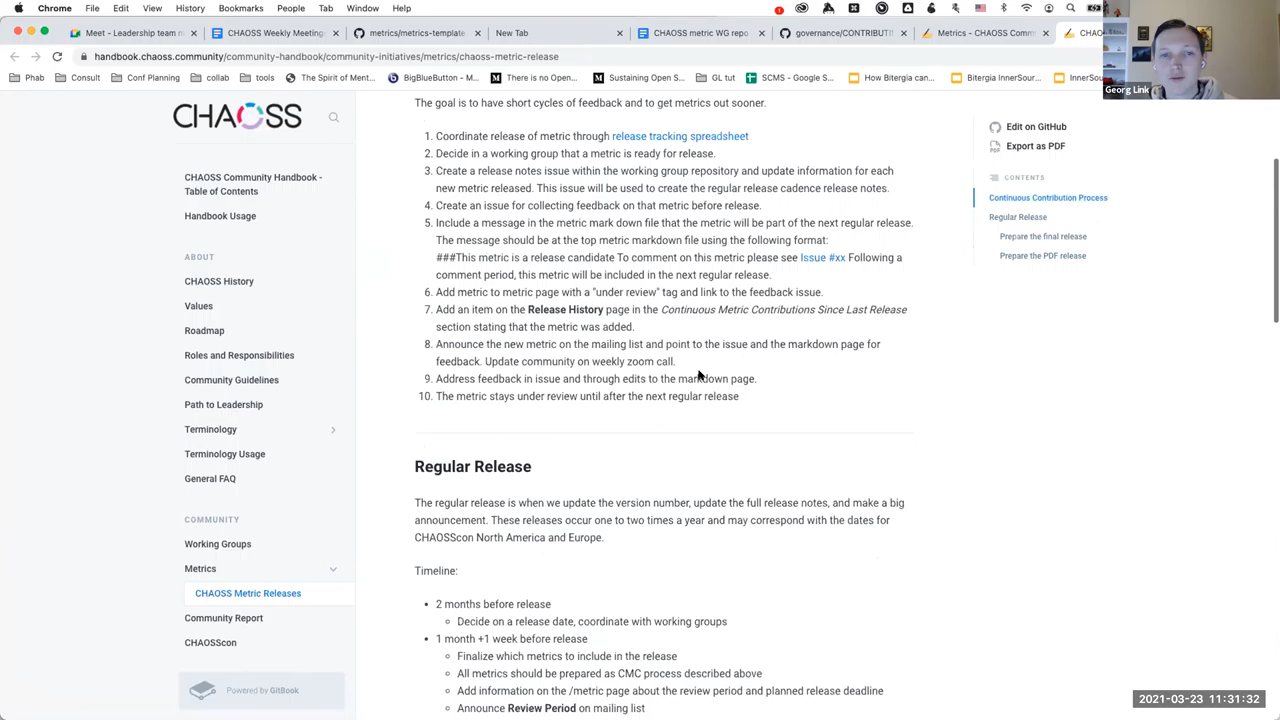 Chrome File Edit View History Bookmarks People Tab Window Help
Meet - Leadership team n
CHAOSS Weekly Meeting
metrics/metrics-template
New Tab
CHAOSS metric WG repo
governance/CONTRIBUTI
Metrics - CHAOSS Com
CHAO
handbook.chaoss.community/community-handbook/community-initiatives/metrics/chaoss-metric-release
Phab Consult Conf Planning collab tools The Spirit of Ment... BigBlueButton - M... There is no Open... Sustaining Open S... GL tut SCMS - Google S... How Bitergia can... Bitergia InnerSour... InnerSo
Georg Link
CHAOSS
CHAOSS Community Handbook -
Table of Contents
Handbook Usage
ABOUT
CHAOSS History
Values
Roadmap
Roles and Responsibilities
Community Guidelines
Path to Leadership
Terminology
Terminology Usage
General FAQ
COMMUNITY
Working Groups
Metrics
CHAOSS Metric Releases
Community Report
CHAOSScon
Powered by GitBook
The goal is to have short cycles of feedback and to get metrics out sooner.
1. Coordinate release of metric through release tracking spreadsheet
2. Decide in a working group that a metric is ready for release.
3. Create a release notes issue within the working group repository and update information for each
new metric released. This issue will be used to create the regular release cadence release notes.
4. Create an issue for collecting feedback on that metric before release.
5. Include a message in the metric mark down file that the metric will be part of the next regular release.
The message should be at the top metric markdown file using the following format:
###This metric is a release candidate To comment on this metric please see Issue #xx Following a
comment period, this metric will be included in the next regular release.
6. Add metric to metric page with a "under review" tag and link to the feedback issue.
7. Add an item on the Release History page in the Continuous Metric Contributions Since Last Release
section stating that the metric was added.
8. Announce the new metric on the mailing list and point to the issue and the markdown page for
feedback. Update community on weekly zoom call.
9. Address feedback in issue and through edits to the markdown page.
10. The metric stays under review until after the next regular release
Regular Release
The regular release is when we update the version number, update the full release notes, and make a big
announcement. These releases occur one to two times a year and may correspond with the dates for
CHAOSScon North America and Europe.
Timeline:
• 2 months before release
Decide on a release date, coordinate with working groups
• 1 month +1 week before release
Finalize which metrics to include in the release
All metrics should be prepared as CMC process described above
Add information on the /metric page about the review period and planned release deadline
Announce Review Period on mailing list
Edit on GitHub
Export as PDF
CONTENTS
Continuous Contribution Process
Regular Release
Prepare the final release
Prepare the PDF release
2021-03-23 11:31:32